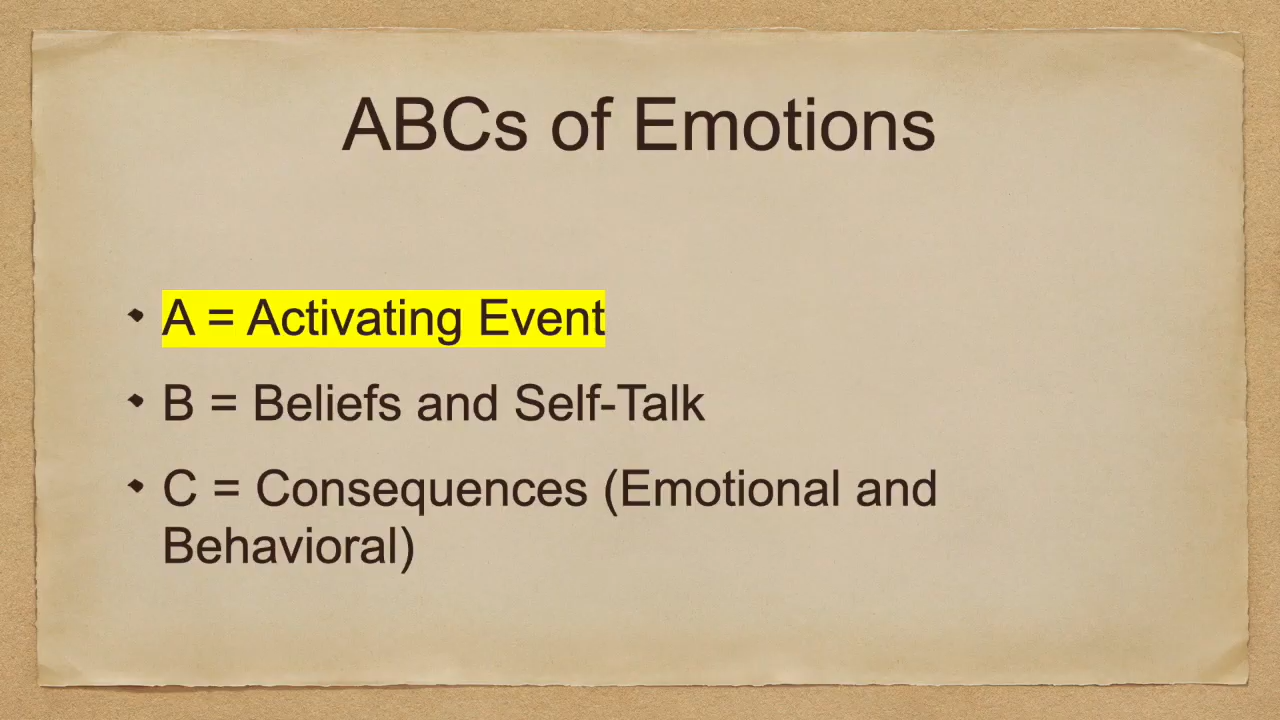 ABCs of Emotions
A = Activating Event
B = Beliefs and Self-Talk
C = Consequences (Emotional and
Behavioral)